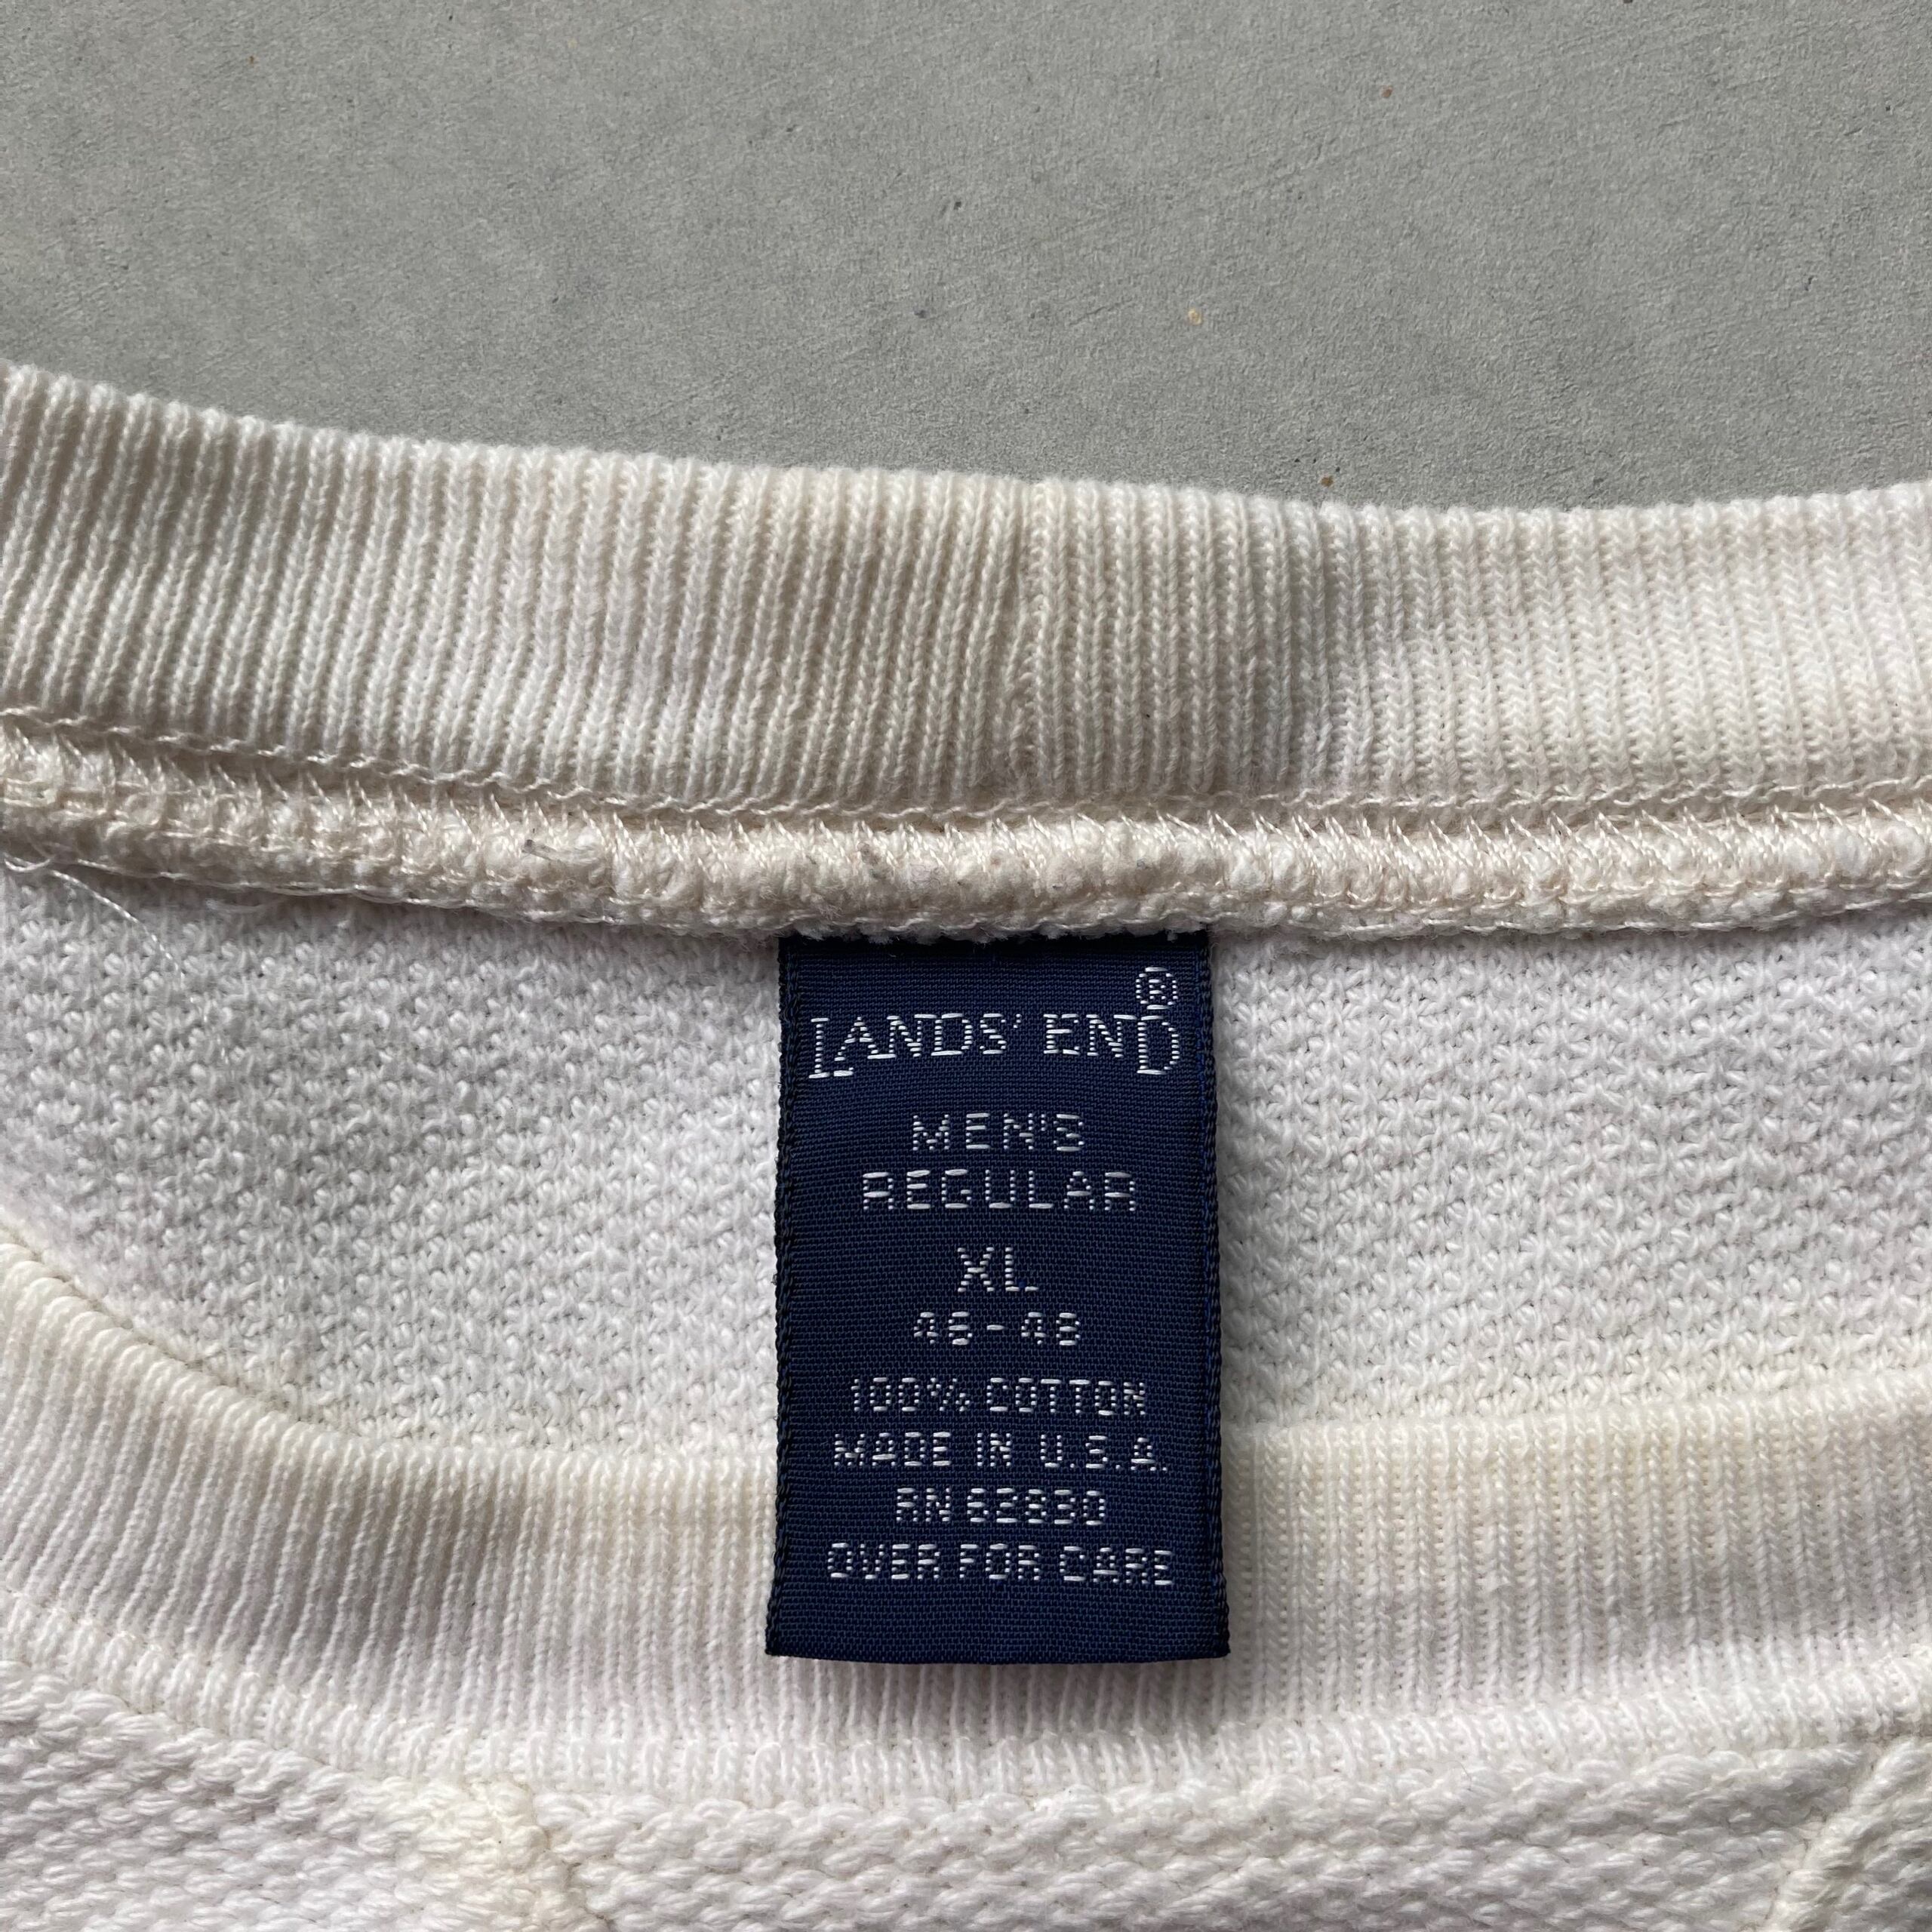 LANDS' END®
MEN'S
REGULAR
XL
46-48
100% COTTON
MADE IN U.S.A.
RN 62830
OVER FOR CARE